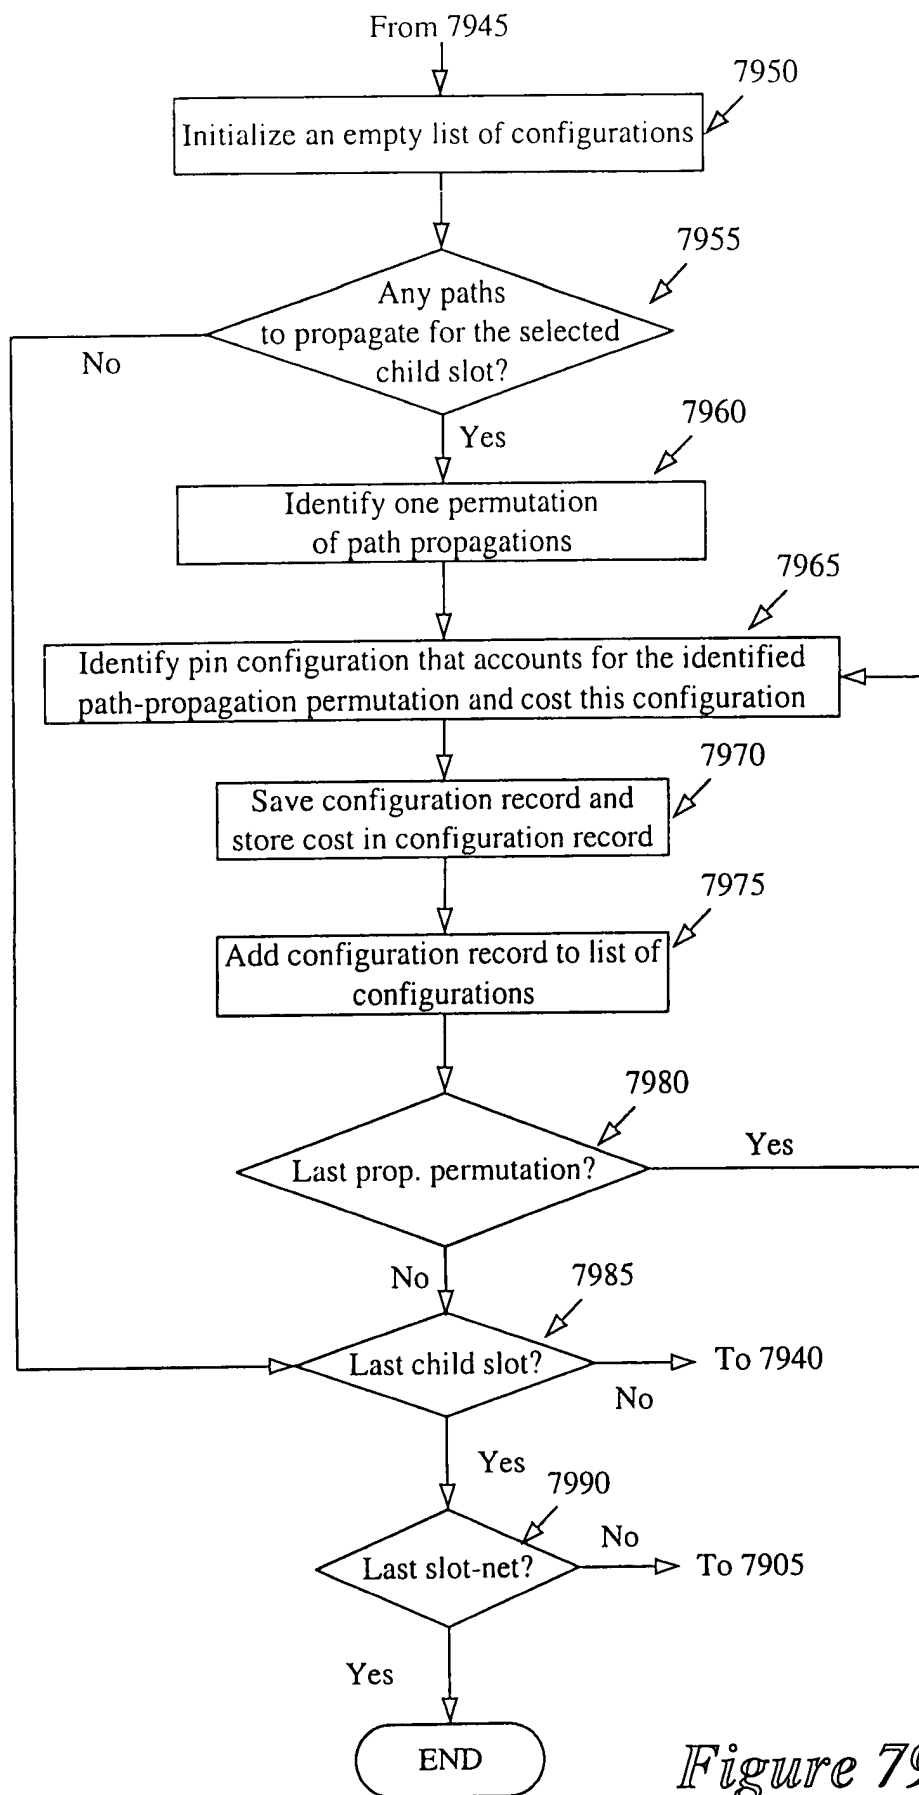 From 7945
7950
Initialize an empty list of configurations
7955
Any paths
to propagate for the selected
child slot?
No
7960
Yes
Identify one permutation
of path propagations
7965
Identify pin configuration that accounts for the identified
path-propagation permutation and cost this configuration
7970
Save configuration record and
store cost in configuration record
7975
Add configuration record to list of
configurations
7980
Last prop. permutation?
Yes
No
7985
Last child slot?
To 7940
No
Yes
7990
Last slot-net?
No
To 7905
Yes
END
Figure 79